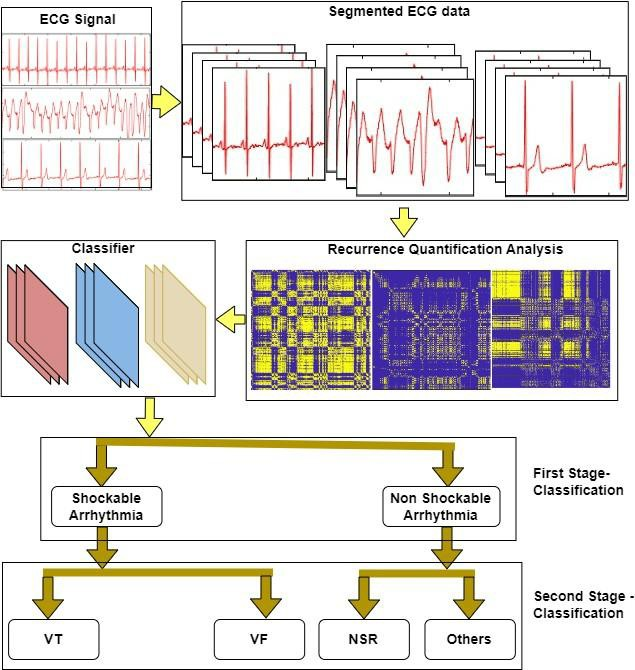 ECG Signal
Segmented ECG data
Classifier
Recurrence Quantification Analysis
Shockable
Arrhythmia
Non Shockable
Arrhythmia
First Stage-
Classification
VT
VF
NSR
Others
Second Stage -
Classification